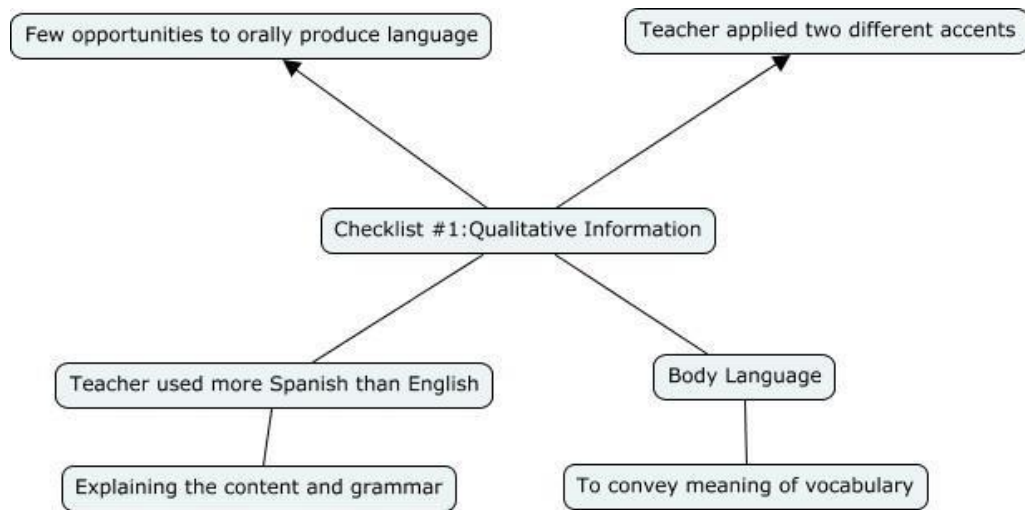 Few opportunities to orally produce language
Teacher applied two different accents
Checklist #1:Qualitative Information
Teacher used more Spanish than English
Body Language
Explaining the content and grammar
To convey meaning of vocabulary